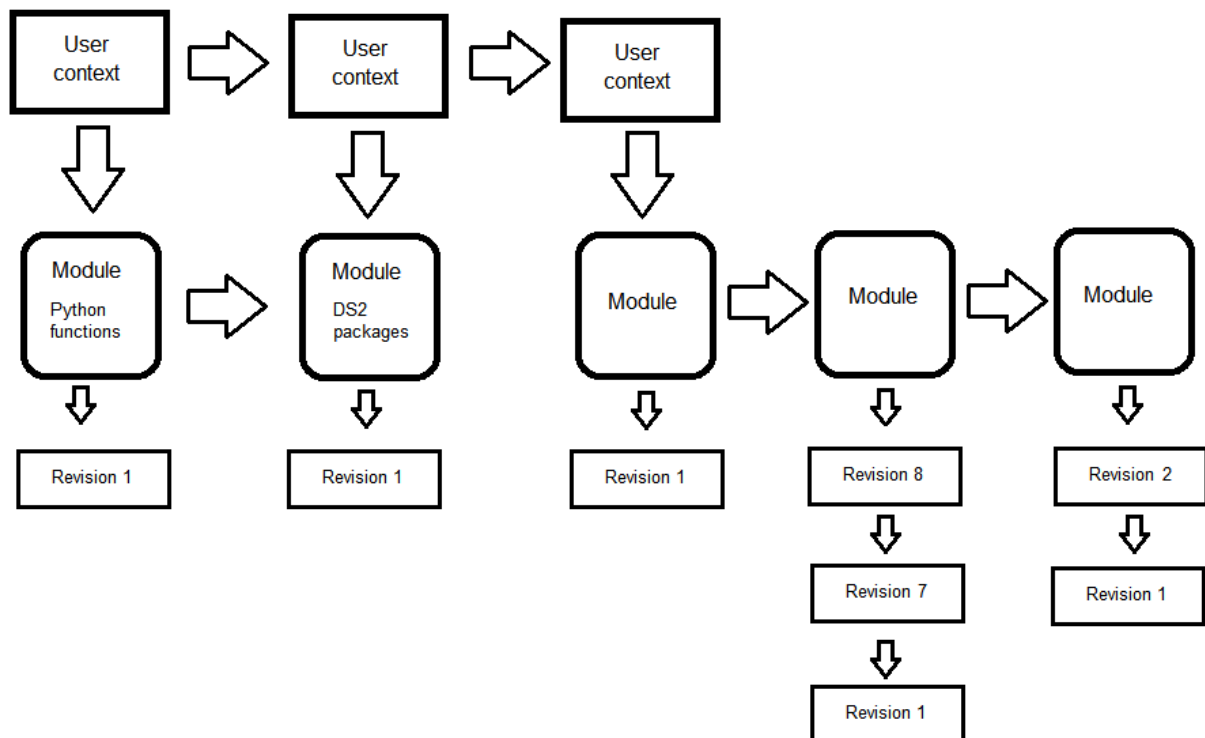 User
context
User
context
User
context
Module
Python
functions
Module
DS2
packages
Module
Module
Module
Revision 1
Revision 1
Revision 1
Revision 8
Revision 2
Revision 7
Revision 1
Revision 1